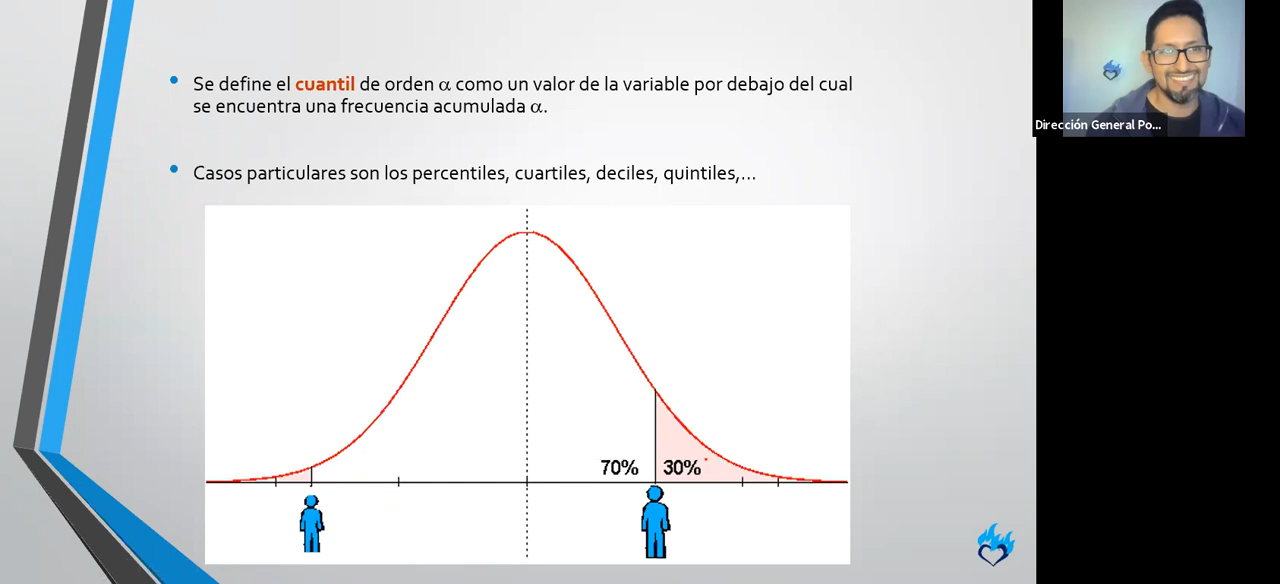 Se define el cuantil de orden α como un valor de la variable por debajo del cual
se encuentra una frecuencia acumulada α.
Casos particulares son los percentiles, cuartiles, deciles, quintiles,...
70% 30%
Dirección General Po...